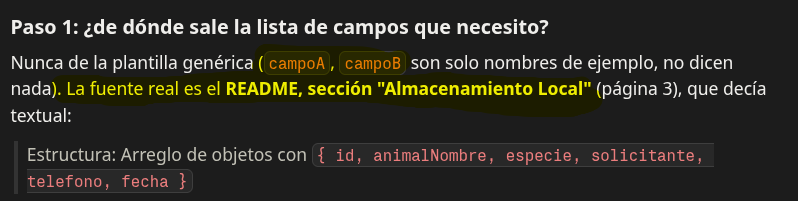 Paso 1: ¿de dónde sale la lista de campos que necesito?
Nunca de la plantilla genérica (campoA, campoB son solo nombres de ejemplo, no dicen
nada). La fuente real es el README, sección "Almacenamiento Local" (página 3), que decía
textual:
Estructura: Arreglo de objetos con { id, animalNombre, especie, solicitante,
telefono, fecha }